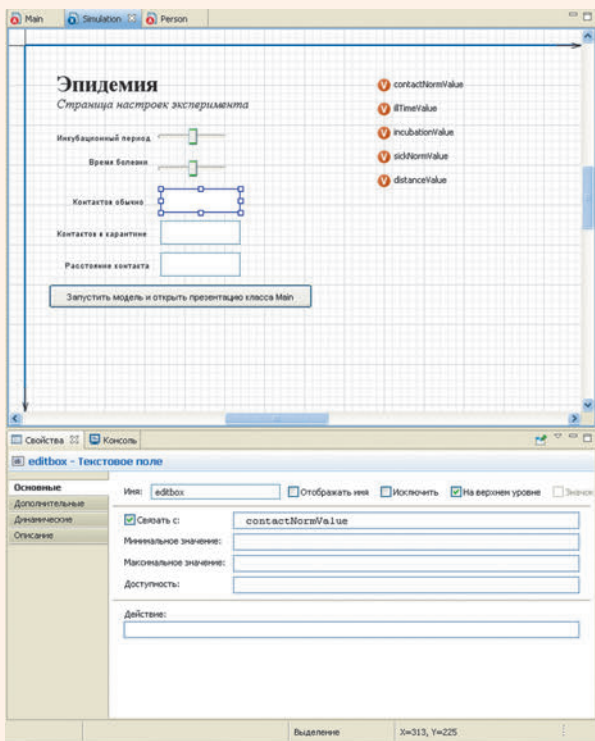 Main Simulation Person
Эпидемия
Страница настроек эксперимента
contactNormValue
illTimeValue
incubationValue
sickNormValue
distanceValue
Инкубационный период
Время болезни
Контактов обычно
Контактов в карантине
Расстояние контакта
Запустить модель и открыть презентацию класса Main
Свойства Консоль
editbox - Текстовое поле
Основные
Дополнительные
Динамические
Описание
Имя: editbox Отображать имя Исключить На верхнем уровне Значок
Связать с: contactNormValue
Минимальное значение:
Максимальное значение:
Доступность:
Действие:
Выделение X=313, Y=225